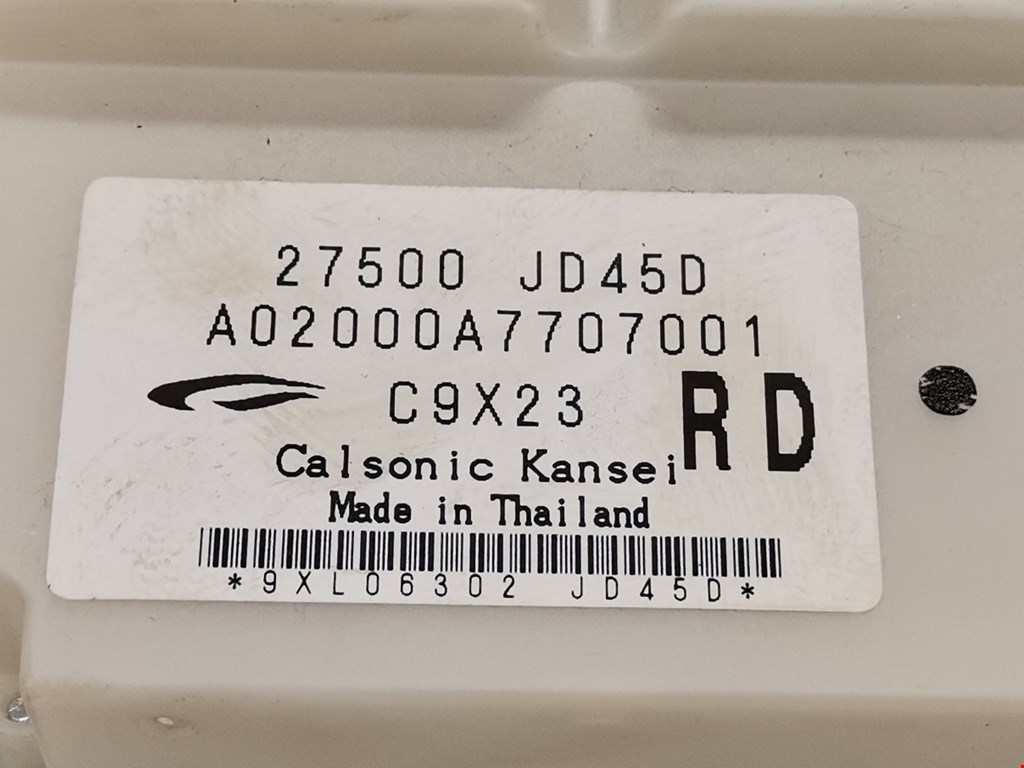 27500 JD45D
A02000A7707001
C9X23 RD
Calsonic Kansei
Made in Thailand
*9XL06302 JD45D*